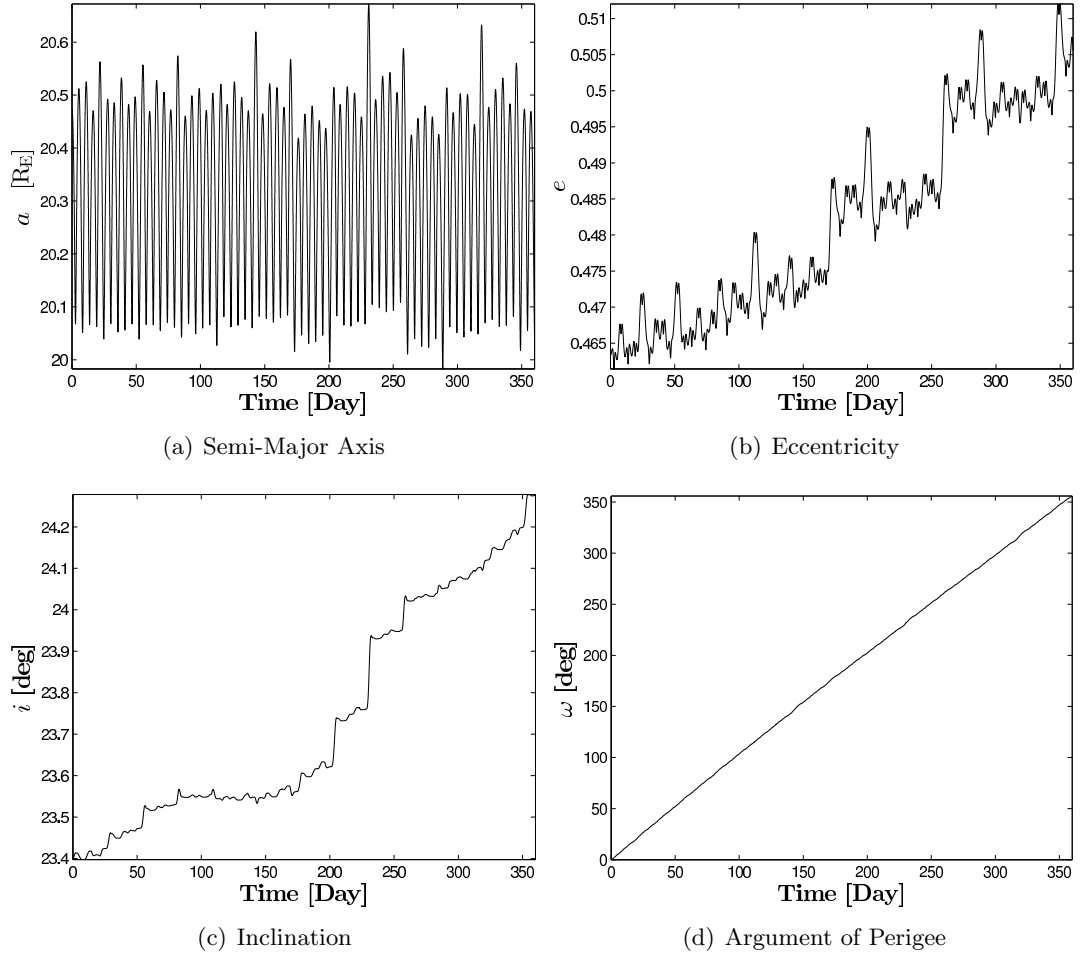 20.6
20.5
20.4
20.3
20.2
20.1
20
a [R_E]
0 50 100 150 200 250 300 350
Time [Day]
(a) Semi-Major Axis
0.51
0.505
0.5
0.495
0.49
0.485
0.48
0.475
0.47
0.465
e
0 50 100 150 200 250 300 350
Time [Day]
(b) Eccentricity
24.2
24.1
24
23.9
23.8
23.7
23.6
23.5
23.4
i [deg]
0 50 100 150 200 250 300 350
Time [Day]
(c) Inclination
350
300
250
200
150
100
50
0
ω [deg]
0 50 100 150 200 250 300 350
Time [Day]
(d) Argument of Perigee